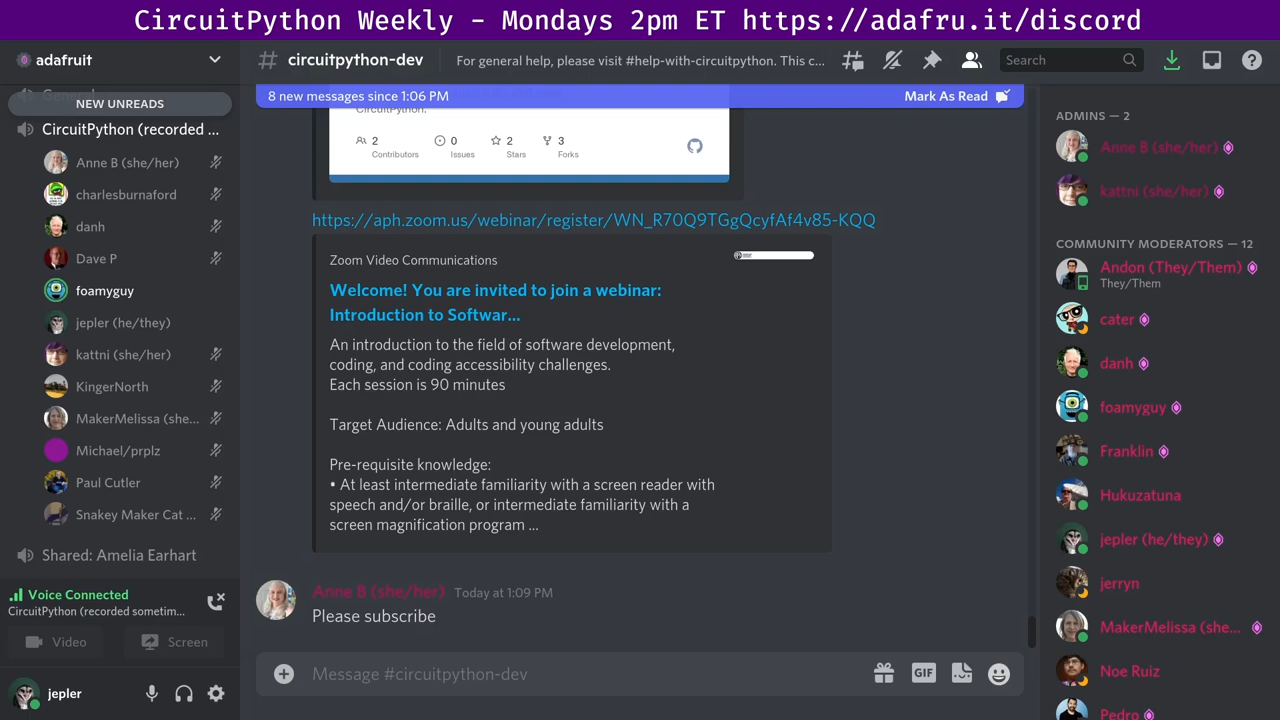 CircuitPython Weekly - Mondays 2pm ET https://adafru.it/discord
adafruit
General
NEW UNREADS
CircuitPython (recorded ...
Anne B (she/her)
charlesburnaford
danh
Dave P
foamyguy
jepler (he/they)
kattni (she/her)
KingerNorth
MakerMelissa (she...
Michael/prplz
Paul Cutler
Snakey Maker Cat ...
Shared: Amelia Earhart
Voice Connected
CircuitPython (recorded sometim...
Video
Screen
jepler
circuitpython-dev
For general help, please visit #help-with-circuitpython. This c...
Search
8 new messages since 1:06 PM
Mark As Read
CircuitPython.
2
Contributors
0
Issues
2
Stars
3
Forks
https://aph.zoom.us/webinar/register/WN_R70Q9TGgQcyfAf4v85-KQQ
Zoom Video Communications
Welcome! You are invited to join a webinar:
Introduction to Softwar...
An introduction to the field of software development,
coding, and coding accessibility challenges.
Each session is 90 minutes
Target Audience: Adults and young adults
Pre-requisite knowledge:
• At least intermediate familiarity with a screen reader with
speech and/or braille, or intermediate familiarity with a
screen magnification program ...
Anne B (she/her) Today at 1:09 PM
Please subscribe
Message #circuitpython-dev
GIF
ADMINS — 2
Anne B (she/her)
kattni (she/her)
COMMUNITY MODERATORS — 12
Andon (They/Them)
They/Them
cater
danh
foamyguy
Franklin
Hukuzatuna
jepler (he/they)
jerryn
MakerMelissa (she...
Noe Ruiz
Pedro